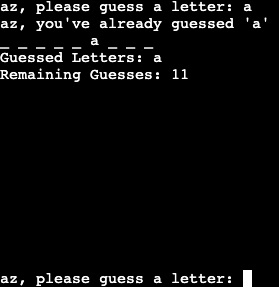 az, please guess a letter: a
az, you've already guessed 'a'
_ _ _ _ _ a _ _ _
Guessed Letters: a
Remaining Guesses: 11
az, please guess a letter: